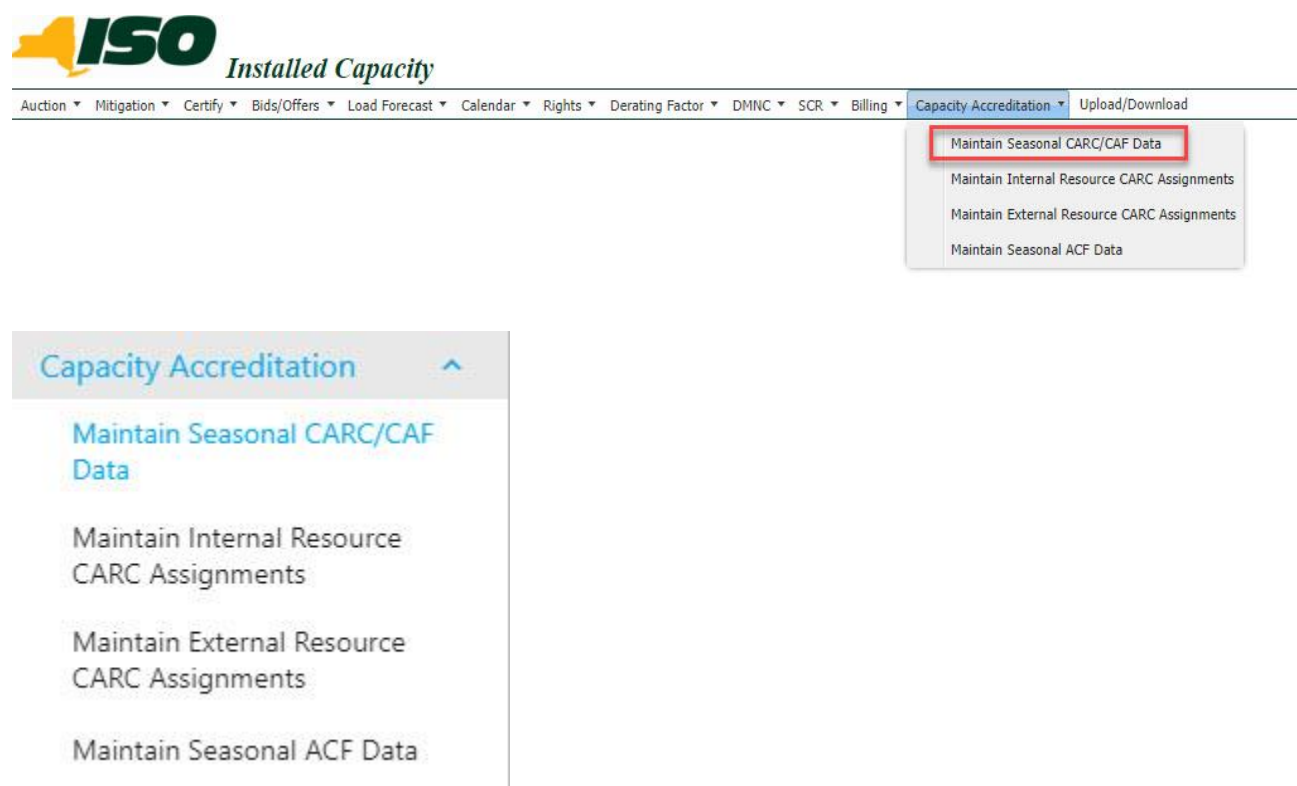 ISO
Installed Capacity
Auction Mitigation Certify Bids/Offers Load Forecast Calendar Rights Derating Factor DMNC SCR Billing Capacity Accreditation Upload/Download
Maintain Seasonal CARC/CAF Data
Maintain Internal Resource CARC Assignments
Maintain External Resource CARC Assignments
Maintain Seasonal ACF Data
Capacity Accreditation
Maintain Seasonal CARC/CAF
Data
Maintain Internal Resource
CARC Assignments
Maintain External Resource
CARC Assignments
Maintain Seasonal ACF Data